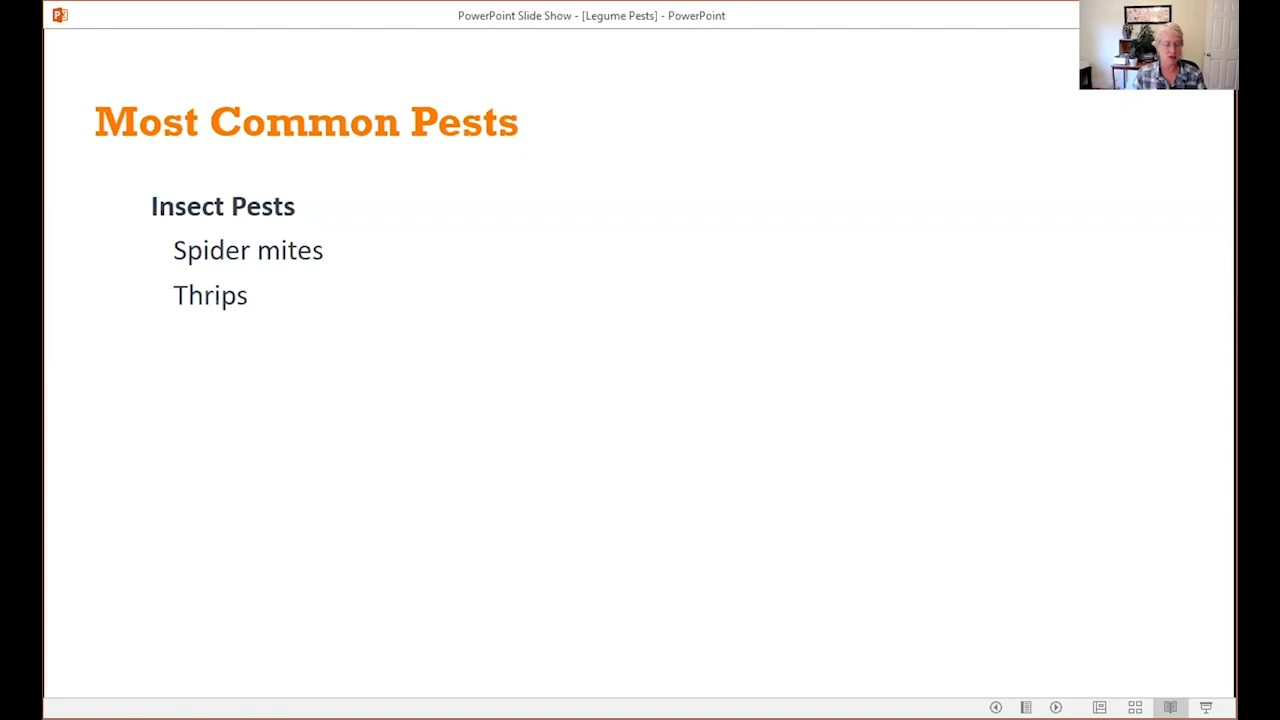 PowerPoint Slide Show - [Legume Pests] - PowerPoint
Most Common Pests
Insect Pests
Spider mites
Thrips